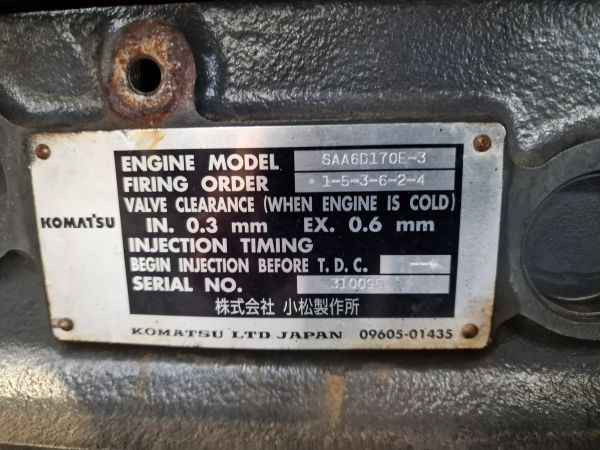 ENGINE MODEL SAA6D170E-3
FIRING ORDER 1-5-3-6-2-4
VALVE CLEARANCE (WHEN ENGINE IS COLD)
KOMATSU
IN. 0.3 mm EX. 0.6 mm
INJECTION TIMING
BEGIN INJECTION BEFORE T.D.C.
SERIAL NO.
株式会社 小松製作所
KOMATSU LTD JAPAN 09605-01435